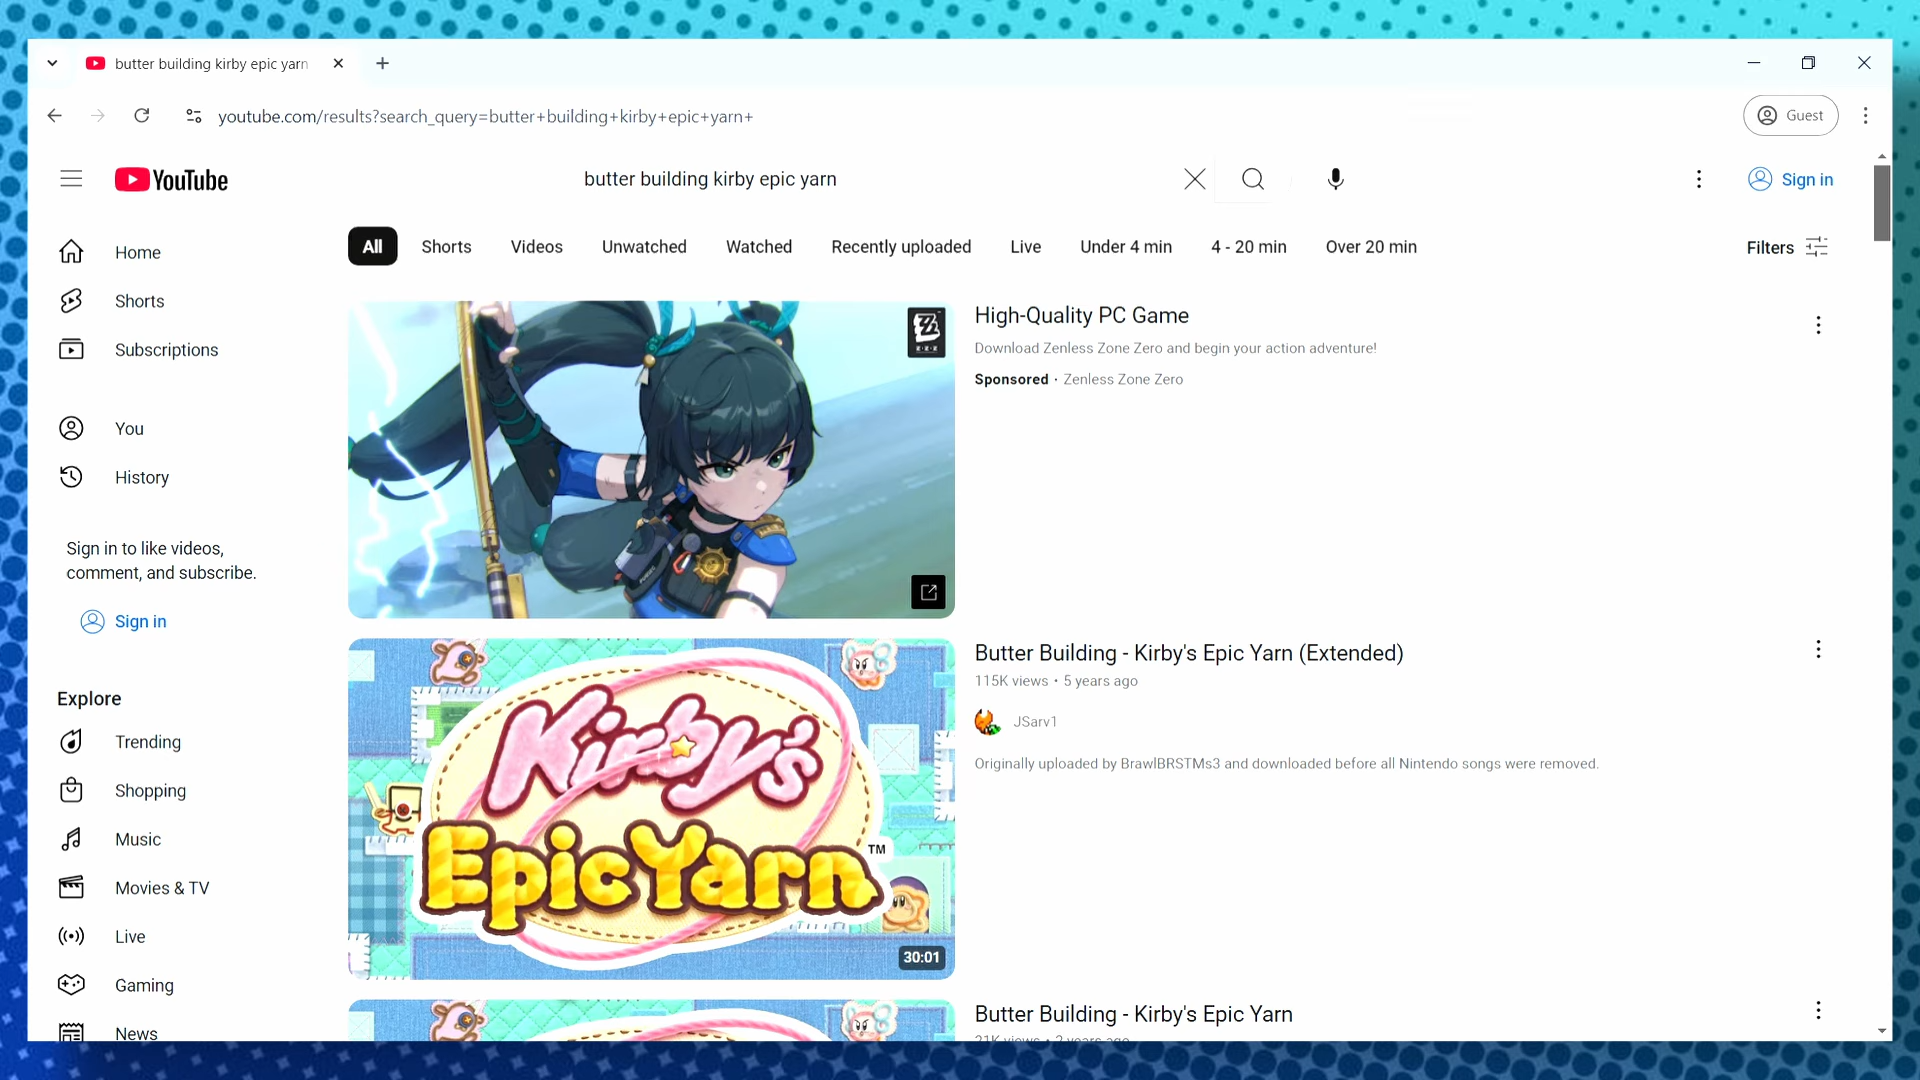 butter building kirby epic yarn
youtube.com/results?search_query=butter+building+kirby+epic+yarn+
Guest
YouTube
butter building kirby epic yarn
Sign in
All
Shorts
Videos
Unwatched
Watched
Recently uploaded
Live
Under 4 min
4 - 20 min
Over 20 min
Filters
Home
Shorts
Subscriptions
You
History
Sign in to like videos,
comment, and subscribe.
Sign in
Explore
Trending
Shopping
Music
Movies & TV
Live
Gaming
News
High-Quality PC Game
Download Zenless Zone Zero and begin your action adventure!
Sponsored · Zenless Zone Zero
Kirby's
Epic Yarn
TM
30:01
Butter Building - Kirby's Epic Yarn (Extended)
115K views • 5 years ago
JSarv1
Originally uploaded by BrawlBRSTMs3 and downloaded before all Nintendo songs were removed.
Butter Building - Kirby's Epic Yarn
21K views • 2 years ago